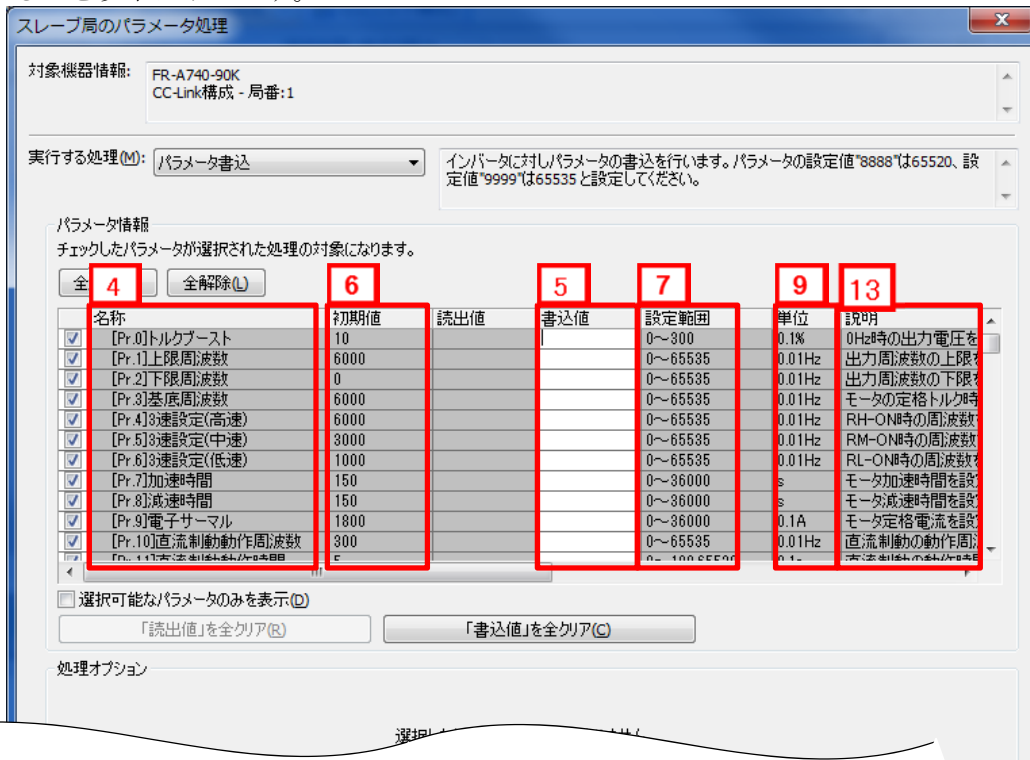 スレーブ局のパラメータ処理
対象機器情報:
FR-A740-90K
CC-Link構成 - 局番:1
実行する処理(M):
パラメータ書込
インバータに対しパラメータの書込を行います。パラメータの設定値"8888"は65520、設
定値"9999"は65535と設定してください。
パラメータ情報
チェックしたパラメータが選択された処理の対象になります。
全 全解除(L)
4 6 5 7 9 13
名称 初期値 読出値 書込値 設定範囲 単位 説明
[Pr.0]トルクブースト 10 0～300 0.1% 0Hz時の出力電圧を
[Pr.1]上限周波数 6000 0～65535 0.01Hz 出力周波数の上限を
[Pr.2]下限周波数 0 0～65535 0.01Hz 出力周波数の下限を
[Pr.3]基底周波数 6000 0～65535 0.01Hz モータの定格トルク時
[Pr.4]3速設定(高速) 6000 0～65535 0.01Hz RH-ON時の周波数
[Pr.5]3速設定(中速) 3000 0～65535 0.01Hz RM-ON時の周波数
[Pr.6]3速設定(低速) 1000 0～65535 0.01Hz RL-ON時の周波数
[Pr.7]加速時間 150 0～36000 s モータ加速時間を設
[Pr.8]減速時間 150 0～36000 s モータ減速時間を設
[Pr.9]電子サーマル 1800 0～36000 0.1A モータ定格電流を設
[Pr.10]直流制動動作周波数 300 0～65535 0.01Hz 直流制動の動作周
選択可能なパラメータのみを表示(D)
「読出値」を全クリア(R) 「書込値」を全クリア(C)
処理オプション